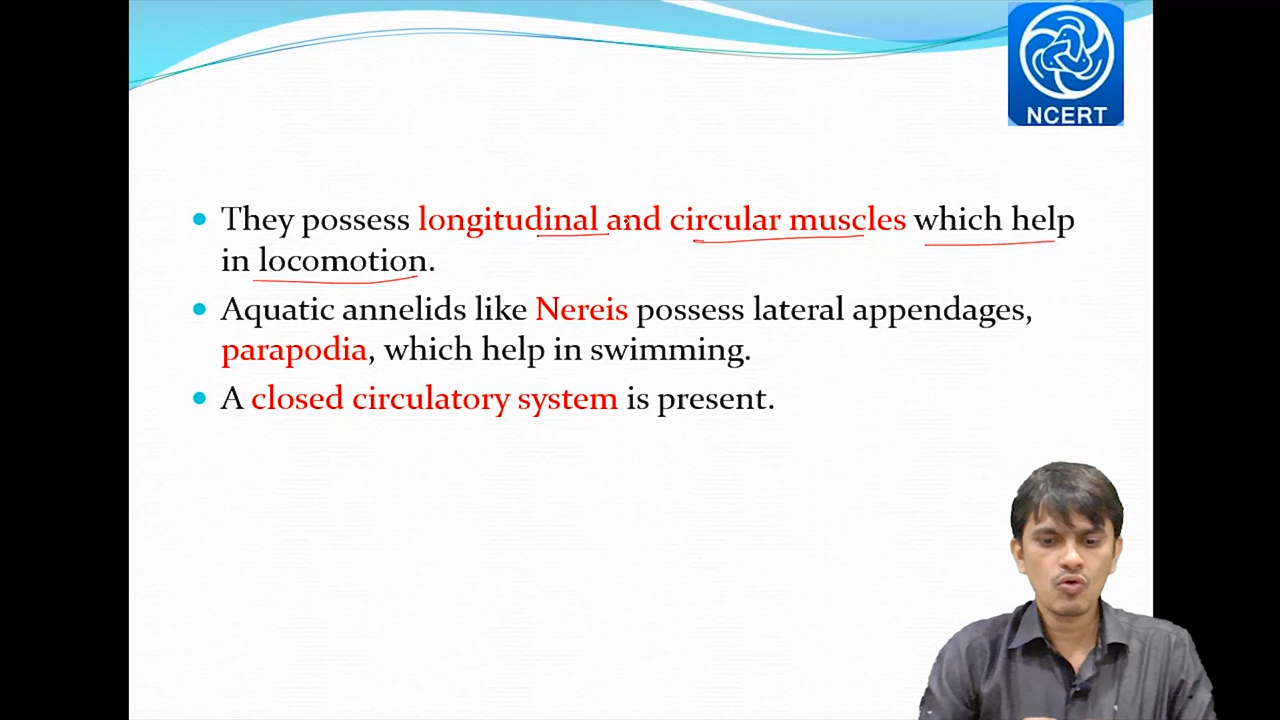 NCERT
They possess longitudinal and circular muscles which help
in locomotion.
Aquatic annelids like Nereis possess lateral appendages,
parapodia, which help in swimming.
A closed circulatory system is present.